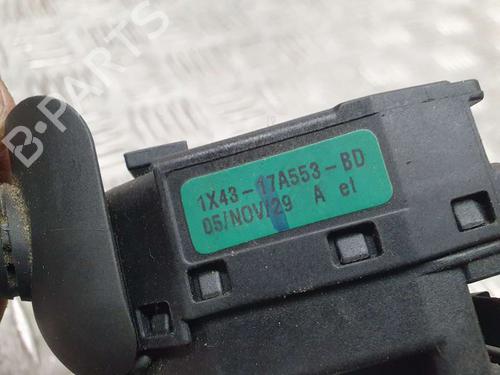 B-PARTS
1X43-17A553-BD
05/NOV/29 A el